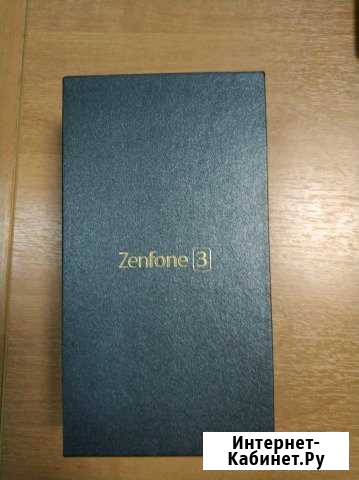 Zenfone 3
Интернет-
Кабинет.Ру